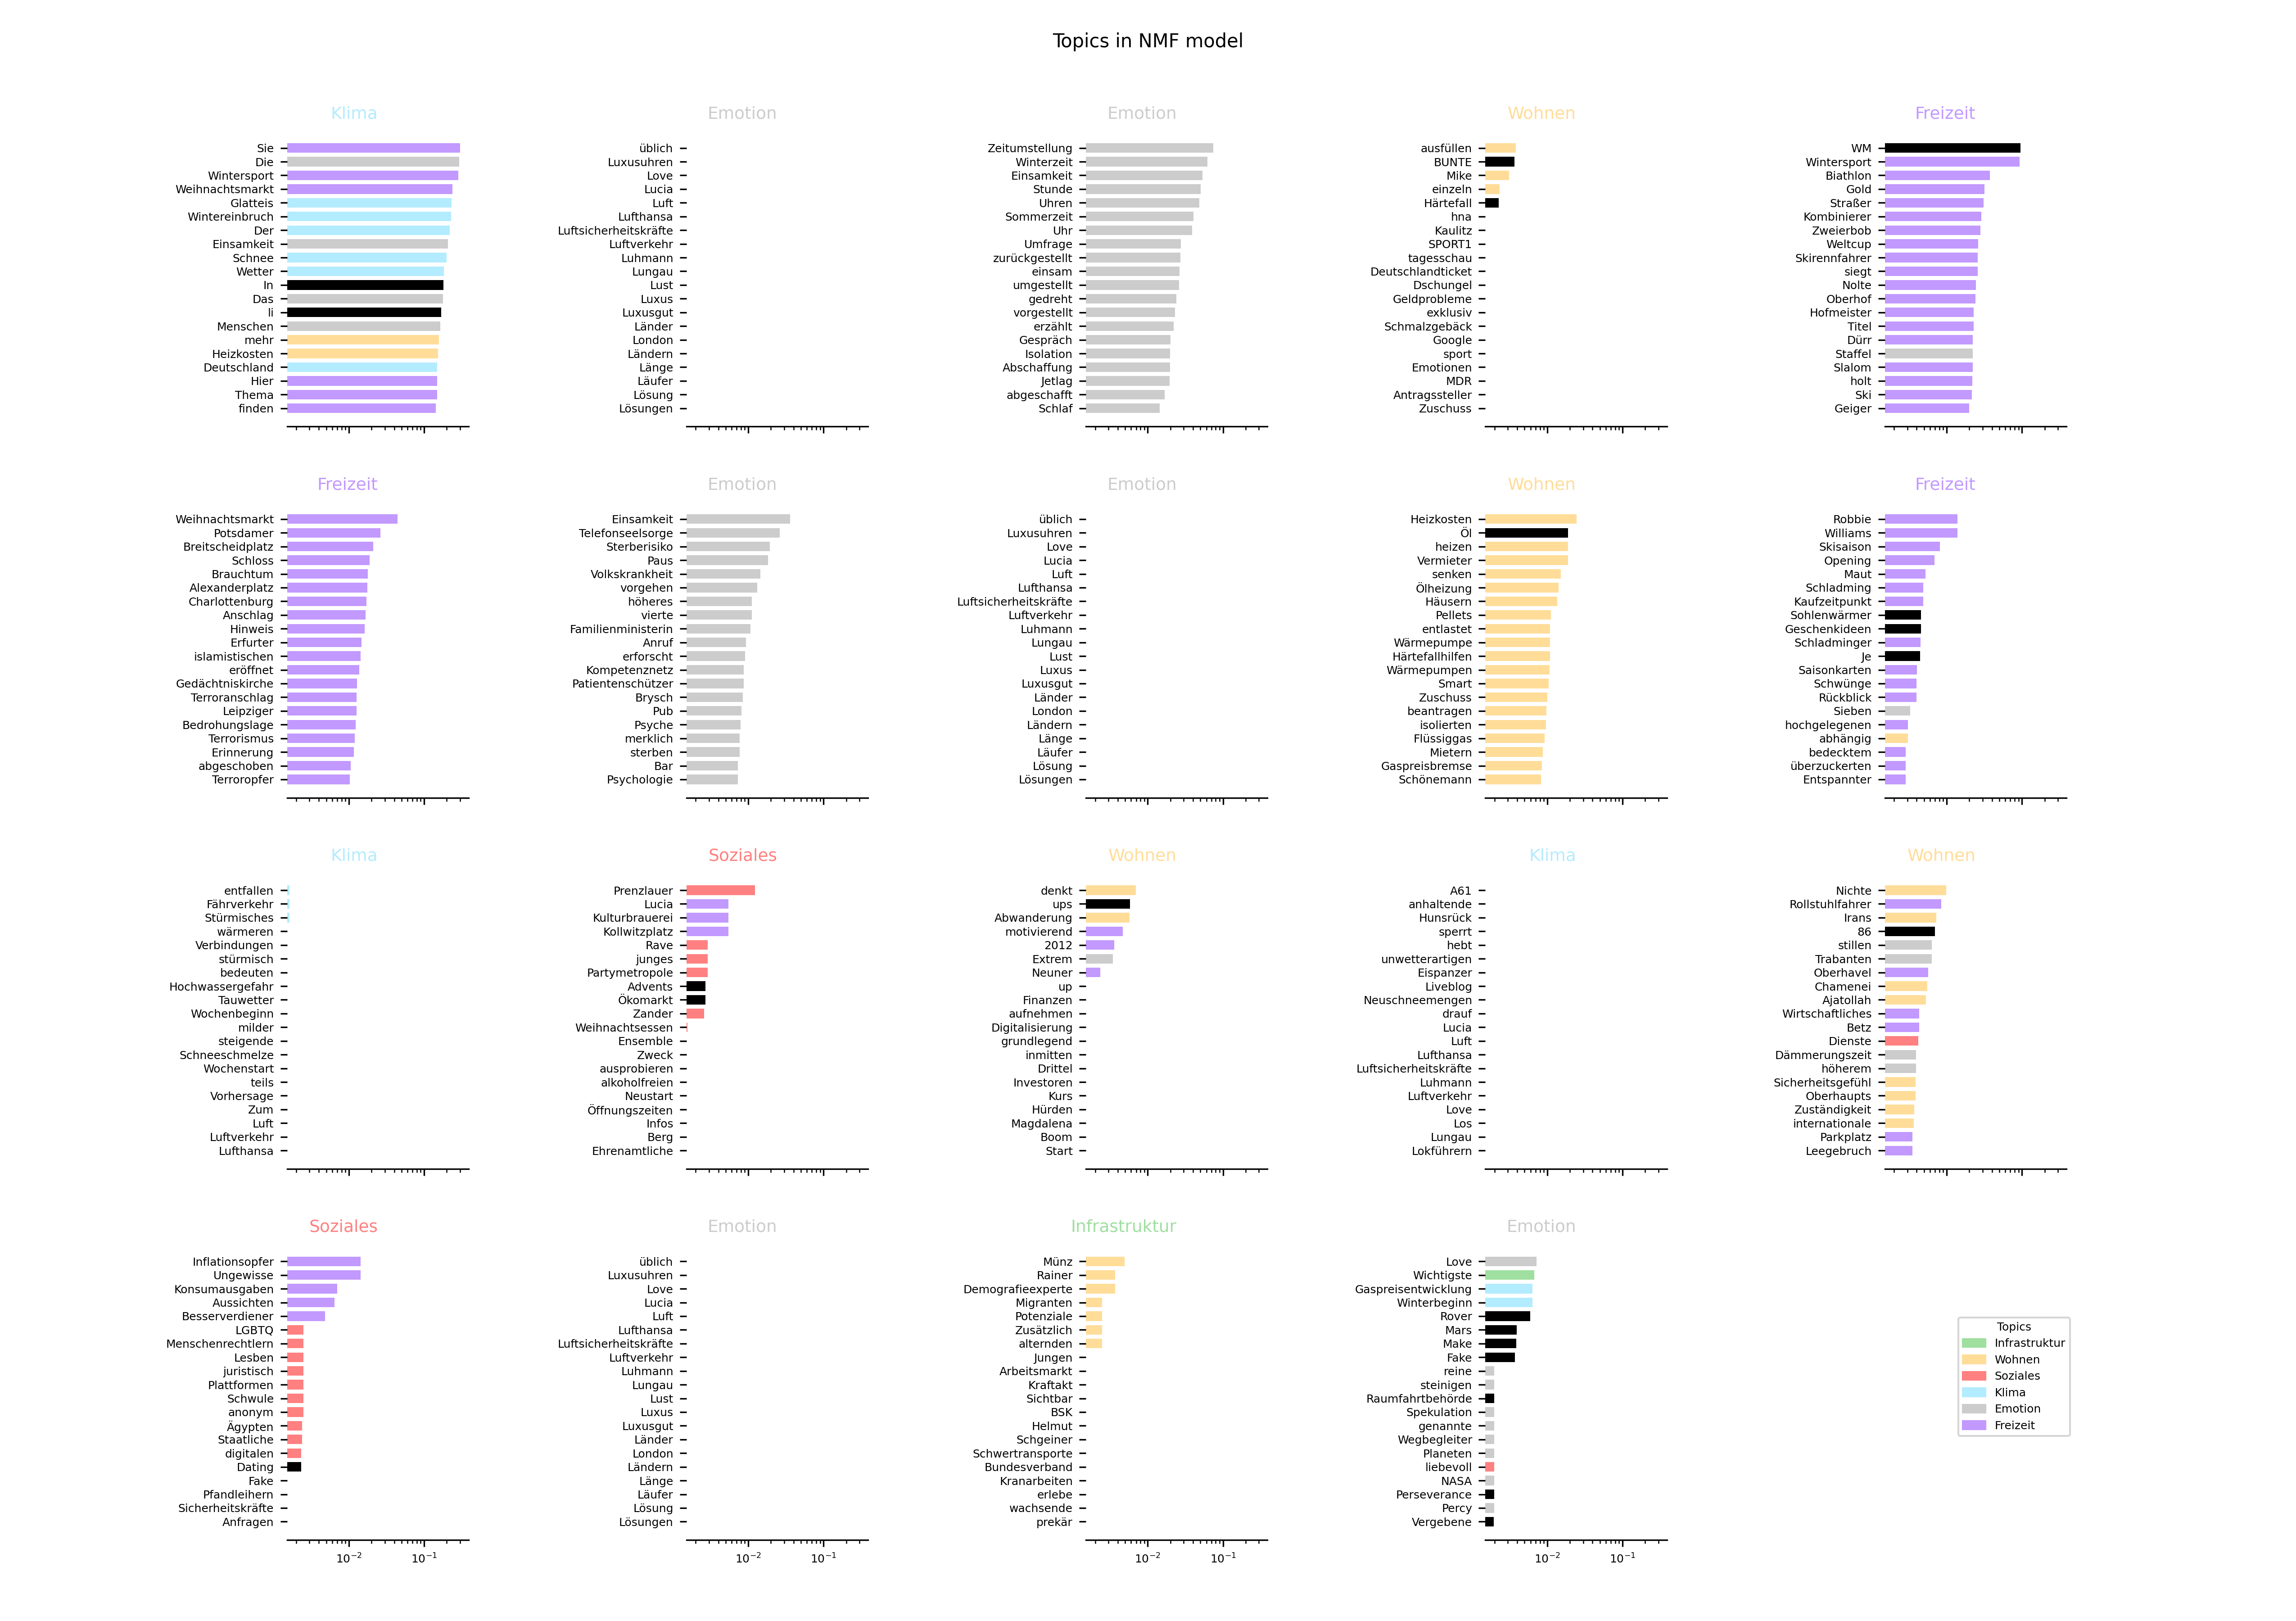 Topics in NMF model
Klima
Sie
Die
Wintersport
Weihnachtsmarkt
Glatteis
Wintereinbruch
Der
Einsamkeit
Schnee
Wetter
In
Das
li
Menschen
mehr
Heizkosten
Deutschland
Hier
Thema
finden
Emotion
üblich
Luxusuhren
Love
Lucia
Luft
Lufthansa
Luftsicherheitskräfte
Luftverkehr
Luhmann
Lungau
Lust
Luxus
Luxusgut
Länder
London
Ländern
Länge
Läufer
Lösung
Lösungen
Emotion
Zeitumstellung
Winterzeit
Einsamkeit
Stunde
Uhren
Sommerzeit
Uhr
Umfrage
zurückgestellt
einsam
umgestellt
gedreht
vorgestellt
erzählt
Gespräch
Isolation
Abschaffung
Jetlag
abgeschafft
Schlaf
Wohnen
ausfüllen
BUNTE
Mike
einzeln
Härtefall
hna
Kaulitz
SPORT1
tagesschau
Deutschlandticket
Dschungel
Geldprobleme
exklusiv
Schmalzgebäck
Google
sport
Emotionen
MDR
Antragssteller
Zuschuss
Freizeit
WM
Wintersport
Biathlon
Gold
Straßer
Kombinierer
Zweierbob
Weltcup
Skirennfahrer
siegt
Nolte
Oberhof
Hofmeister
Titel
Dürr
Staffel
Slalom
holt
Ski
Geiger
Freizeit
Weihnachtsmarkt
Potsdamer
Breitscheidplatz
Schloss
Brauchtum
Alexanderplatz
Charlottenburg
Anschlag
Hinweis
Erfurter
islamistischen
eröffnet
Gedächtniskirche
Terroranschlag
Leipziger
Bedrohungslage
Terrorismus
Erinnerung
abgeschoben
Terroropfer
Emotion
Einsamkeit
Telefonseelsorge
Sterberisiko
Paus
Volkskrankheit
vorgehen
höheres
vierte
Familienministerin
Anruf
erforscht
Kompetenznetz
Patientenschützer
Brysch
Pub
Psyche
merklich
sterben
Bar
Psychologie
Emotion
üblich
Luxusuhren
Love
Lucia
Luft
Lufthansa
Luftsicherheitskräfte
Luftverkehr
Luhmann
Lungau
Lust
Luxus
Luxusgut
Länder
London
Ländern
Länge
Läufer
Lösung
Lösungen
Wohnen
Heizkosten
Öl
heizen
Vermieter
senken
Ölheizung
Häusern
Pellets
entlastet
Wärmepumpe
Härtefallhilfen
Wärmepumpen
Smart
Zuschuss
beantragen
isolierten
Flüssiggas
Mietern
Gaspreisbremse
Schönemann
Freizeit
Robbie
Williams
Skisaison
Opening
Maut
Schladming
Kaufzeitpunkt
Sohlenwärmer
Geschenkideen
Schladminger
Je
Saisonkarten
Schwünge
Rückblick
Sieben
hochgelegenen
abhängig
bedecktem
überzuckerten
Entspannter
Klima
entfallen
Fährverkehr
Stürmisches
wärmeren
Verbindungen
stürmisch
bedeuten
Hochwassergefahr
Tauwetter
Wochenbeginn
milder
steigende
Schneeschmelze
Wochenstart
teils
Vorhersage
Zum
Luft
Luftverkehr
Lufthansa
Soziales
Prenzlauer
Lucia
Kulturbrauerei
Kollwitzplatz
Rave
junges
Partymetropole
Advents
Ökomarkt
Zander
Weihnachtsessen
Ensemble
Zweck
ausprobieren
alkoholfreien
Neustart
Öffnungszeiten
Infos
Berg
Ehrenamtliche
Wohnen
denkt
ups
Abwanderung
motivierend
2012
Extrem
Neuner
up
Finanzen
aufnehmen
Digitalisierung
grundlegend
inmitten
Drittel
Investoren
Kurs
Hürden
Magdalena
Boom
Start
Klima
A61
anhaltende
Hunsrück
sperrt
hebt
unwetterartigen
Eispanzer
Liveblog
Neuschneemengen
drauf
Lucia
Luft
Lufthansa
Luftsicherheitskräfte
Luhmann
Luftverkehr
Love
Los
Lungau
Lokführern
Wohnen
Nichte
Rollstuhlfahrer
Irans
86
stillen
Trabanten
Oberhavel
Chamenei
Ajatollah
Wirtschaftliches
Betz
Dienste
Dämmerungszeit
höherem
Sicherheitsgefühl
Oberhaupts
Zuständigkeit
internationale
Parkplatz
Leegebruch
Soziales
Inflationsopfer
Ungewisse
Konsumausgaben
Aussichten
Besserverdiener
LGBTQ
Menschenrechtlern
Lesben
juristisch
Plattformen
Schwule
anonym
Ägypten
Staatliche
digitalen
Dating
Fake
Pfandleihern
Sicherheitskräfte
Anfragen
10⁻² 10⁻¹
Emotion
üblich
Luxusuhren
Love
Lucia
Luft
Lufthansa
Luftsicherheitskräfte
Luftverkehr
Luhmann
Lungau
Lust
Luxus
Luxusgut
Länder
London
Ländern
Länge
Läufer
Lösung
Lösungen
10⁻² 10⁻¹
Infrastruktur
Münz
Rainer
Demografieexperte
Migranten
Potenziale
Zusätzlich
alternden
Jungen
Arbeitsmarkt
Kraftakt
Sichtbar
BSK
Helmut
Schgeiner
Schwertransporte
Bundesverband
Kranarbeiten
erlebe
wachsende
prekär
10⁻² 10⁻¹
Emotion
Love
Wichtigste
Gaspreisentwicklung
Winterbeginn
Rover
Mars
Make
Fake
reine
steinigen
Raumfahrtbehörde
Spekulation
genannte
Wegbegleiter
Planeten
liebevoll
NASA
Perseverance
Percy
Vergebene
10⁻² 10⁻¹
Topics
Infrastruktur
Wohnen
Soziales
Klima
Emotion
Freizeit